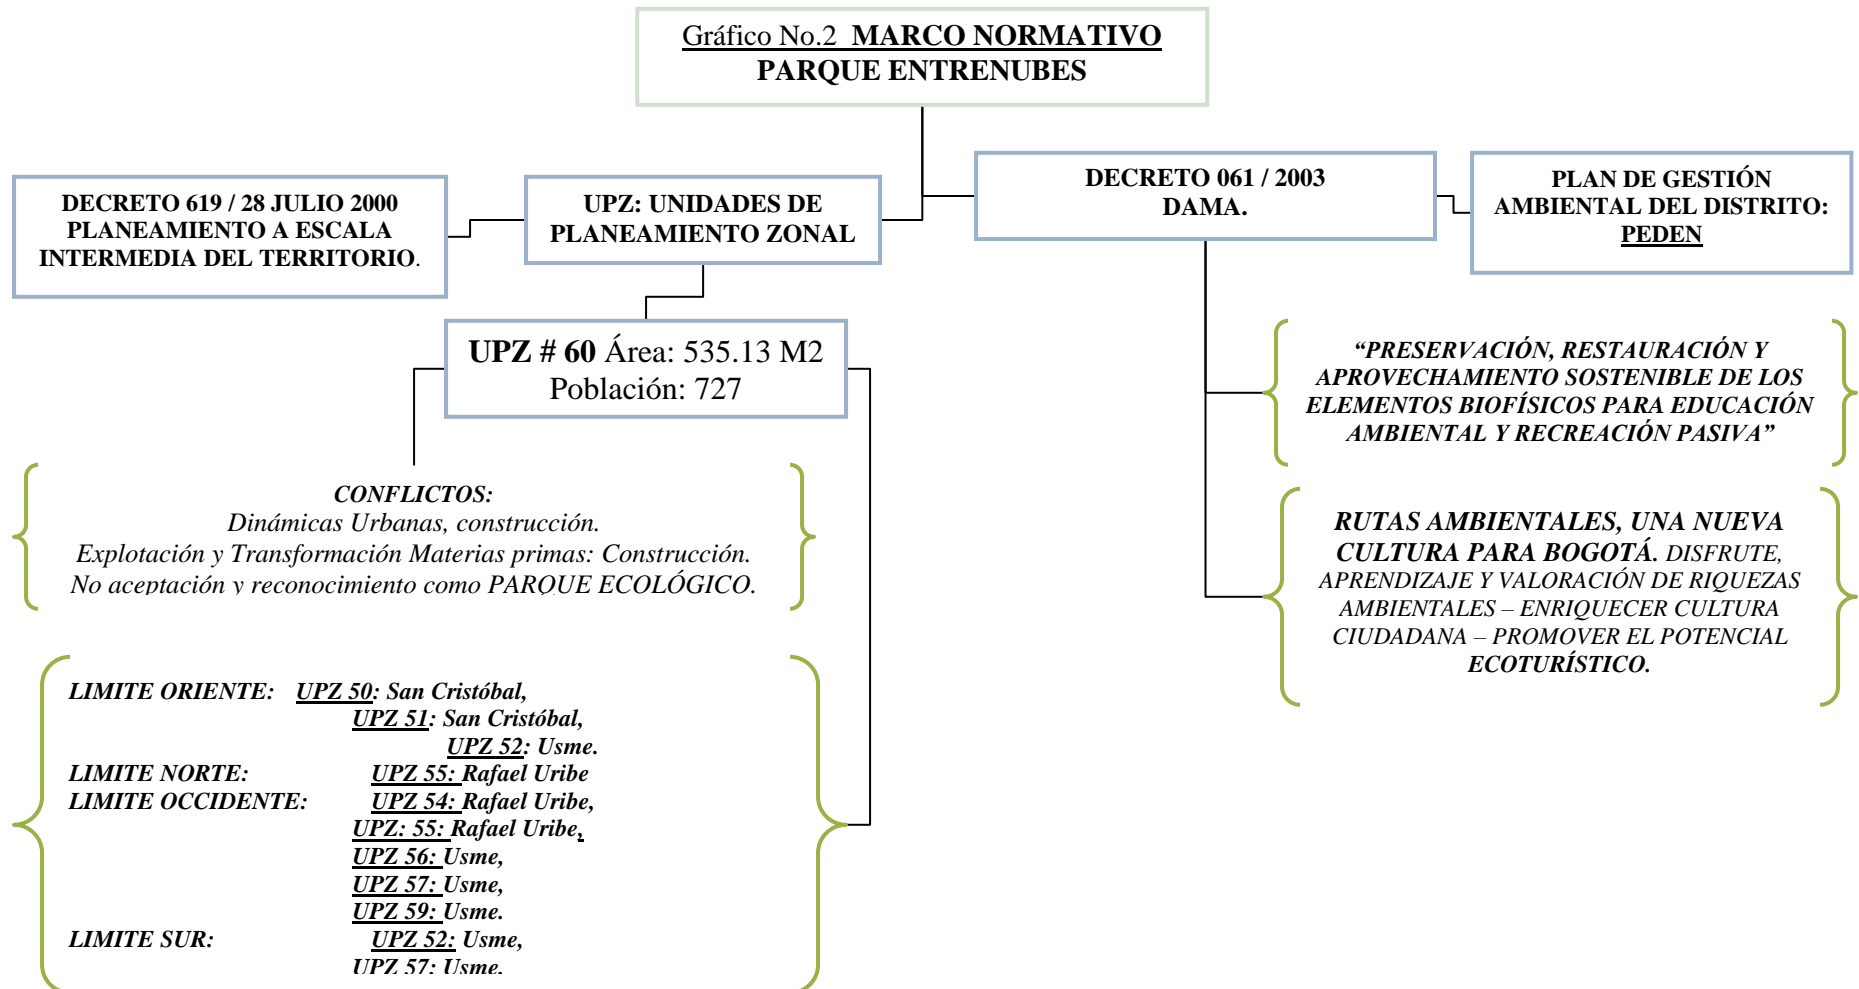 Gráfico No.2 MARCO NORMATIVO
PARQUE ENTRENUBES
DECRETO 619 / 28 JULIO 2000
PLANEAMIENTO A ESCALA
INTERMEDIA DEL TERRITORIO.
UPZ: UNIDADES DE
PLANEAMIENTO ZONAL
DECRETO 061 / 2003
DAMA.
PLAN DE GESTIÓN
AMBIENTAL DEL DISTRITO:
PEDEN
UPZ # 60 Área: 535.13 M2
Población: 727
“PRESERVACIÓN, RESTAURACIÓN Y
APROVECHAMIENTO SOSTENIBLE DE LOS
ELEMENTOS BIOFÍSICOS PARA EDUCACIÓN
AMBIENTAL Y RECREACIÓN PASIVA”
CONFLICTOS:
Dinámicas Urbanas, construcción.
Explotación y Transformación Materias primas: Construcción.
No aceptación y reconocimiento como PARQUE ECOLÓGICO.
RUTAS AMBIENTALES, UNA NUEVA
CULTURA PARA BOGOTÁ. DISFRUTE,
APRENDIZAJE Y VALORACIÓN DE RIQUEZAS
AMBIENTALES – ENRIQUECER CULTURA
CIUDADANA – PROMOVER EL POTENCIAL
ECOTURÍSTICO.
LIMITE ORIENTE: UPZ 50: San Cristóbal,
UPZ 51: San Cristóbal,
UPZ 52: Usme.
LIMITE NORTE: UPZ 55: Rafael Uribe
LIMITE OCCIDENTE: UPZ 54: Rafael Uribe,
UPZ: 55: Rafael Uribe,
UPZ 56: Usme,
UPZ 57: Usme,
UPZ 59: Usme.
LIMITE SUR: UPZ 52: Usme,
UPZ 57: Usme.